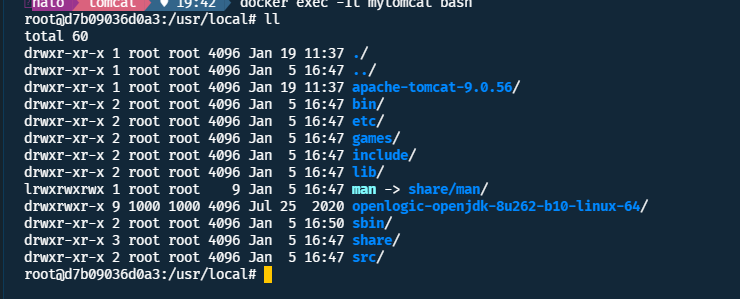 halo tomcat 19:42 docker exec -it mytomcat bash
root@d7b09036d0a3:/usr/local# ll
total 60
drwxr-xr-x 1 root root 4096 Jan 19 11:37 ./
drwxr-xr-x 1 root root 4096 Jan  5 16:47 ../
drwxr-xr-x 1 root root 4096 Jan 19 11:37 apache-tomcat-9.0.56/
drwxr-xr-x 2 root root 4096 Jan  5 16:47 bin/
drwxr-xr-x 2 root root 4096 Jan  5 16:47 etc/
drwxr-xr-x 2 root root 4096 Jan  5 16:47 games/
drwxr-xr-x 2 root root 4096 Jan  5 16:47 include/
drwxr-xr-x 2 root root 4096 Jan  5 16:47 lib/
lrwxrwxrwx 1 root root    9 Jan  5 16:47 man -> share/man/
drwxrwxr-x 9 1000 1000 4096 Jul 25  2020 openlogic-openjdk-8u262-b10-linux-64/
drwxr-xr-x 2 root root 4096 Jan  5 16:50 sbin/
drwxr-xr-x 3 root root 4096 Jan  5 16:47 share/
drwxr-xr-x 2 root root 4096 Jan  5 16:47 src/
root@d7b09036d0a3:/usr/local#